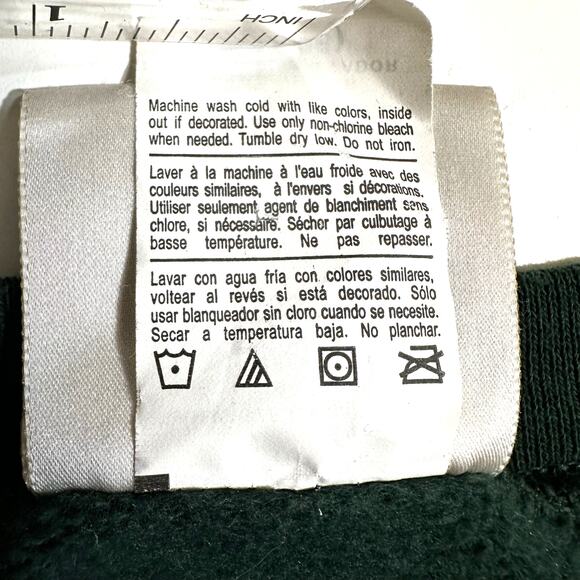 1
INCH
ADOR
Machine wash cold with like colors, inside
out if decorated. Use only non-chlorine bleach
when needed. Tumble dry low. Do not iron.
Laver à la machine à l'eau froide avec des
couleurs similaires, à l'envers si décorations.
Utiliser seulement agent de blanchiment sans
chlore, si nécessaire. Sécher par culbutage à
basse température. Ne pas repasser.
Lavar con agua fría con colores similares,
voltear al revés si está decorado. Sólo
usar blanqueador sin cloro cuando se necesite.
Secar a temperatura baja. No planchar.